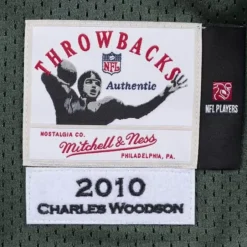 THROWBACKS
NFL
Authentic
NFL PLAYERS
NOSTALGIA CO.
Mitchell & Ness
PHILADELPHIA, PA.
2010
CHARLES WOODSON